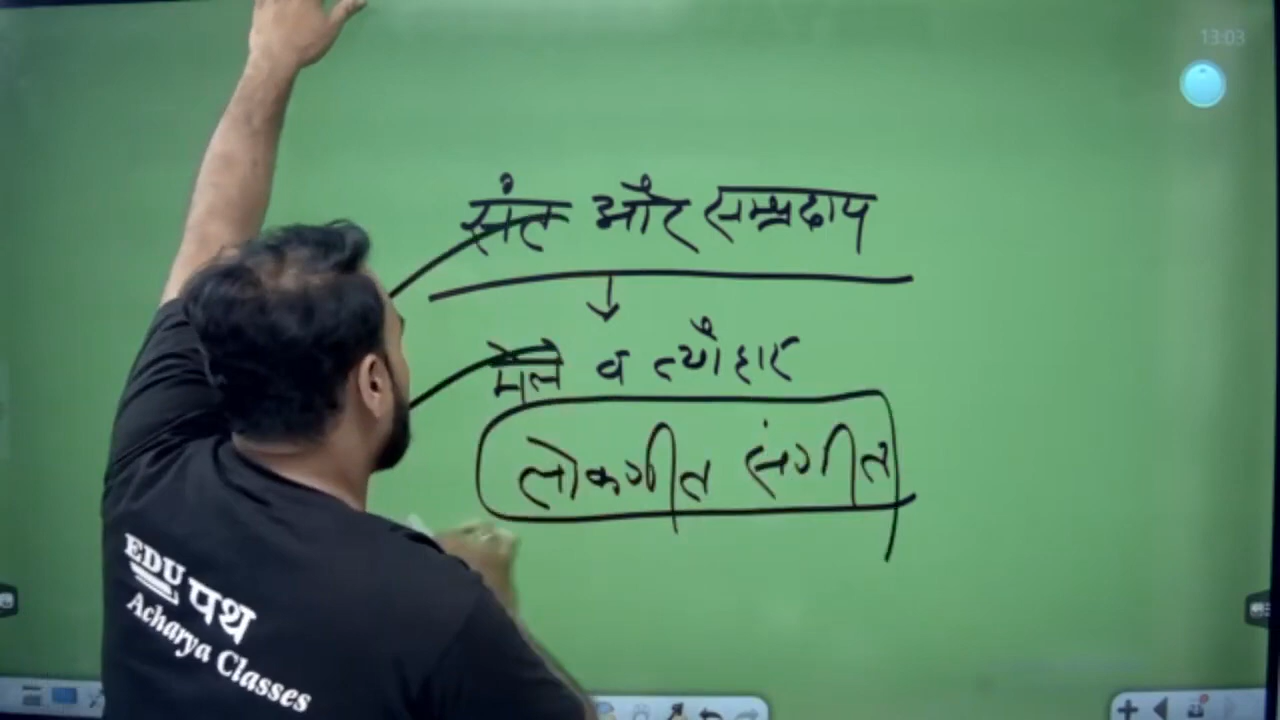 13:03
संत और सम्प्रदाय
मेले व त्यौहार
लोकगीत संगीत
EDU
पथ
Acharya Classes